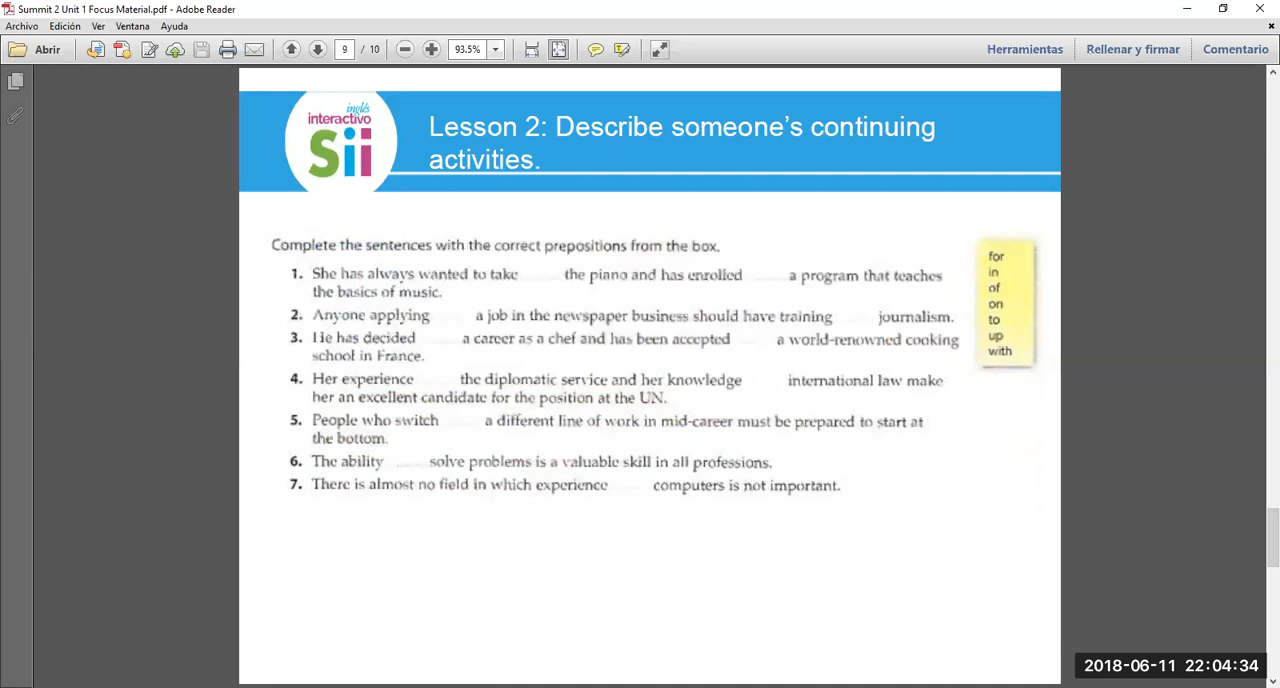 Summit 2 Unit 1 Focus Material.pdf - Adobe Reader
Archivo Edición Ver Ventana Ayuda
Abrir 9 / 10 93.5% Herramientas Rellenar y firmar Comentario
inglés
interactivo
Sii
Lesson 2: Describe someone's continuing
activities.
Complete the sentences with the correct prepositions from the box.
1. She has always wanted to take the piano and has enrolled a program that teaches
the basics of music.
2. Anyone applying a job in the newspaper business should have training journalism.
3. He has decided a career as a chef and has been accepted a world-renowned cooking
school in France.
4. Her experience the diplomatic service and her knowledge international law make
her an excellent candidate for the position at the UN.
5. People who switch a different line of work in mid-career must be prepared to start at
the bottom.
6. The ability solve problems is a valuable skill in all professions.
7. There is almost no field in which experience computers is not important.
for
in
of
on
to
up
with
2018-06-11 22:04:34